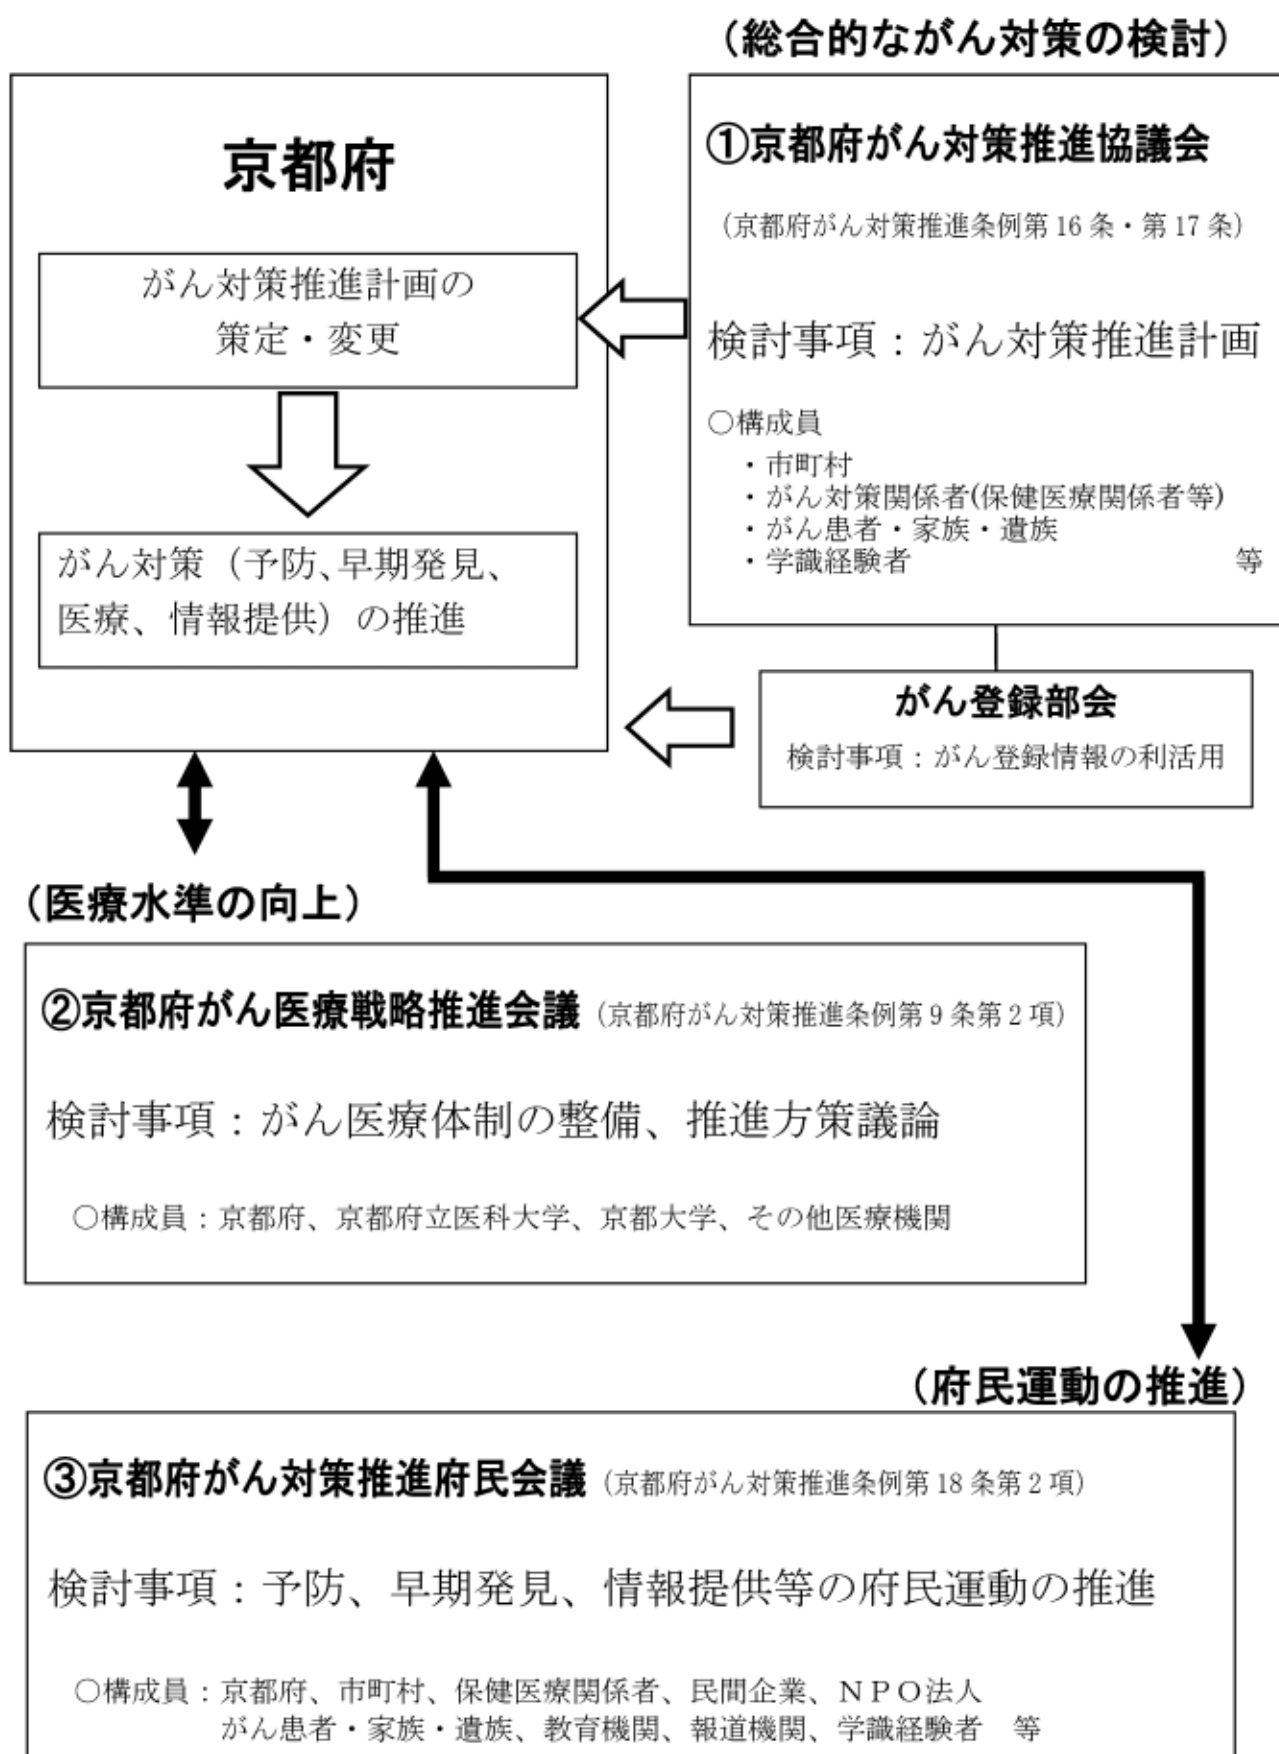 （総合的ながん対策の検討）
京都府
がん対策推進計画の
策定・変更
がん対策（予防、早期発見、
医療、情報提供）の推進
①京都府がん対策推進協議会
（京都府がん対策推進条例第16条・第17条）
検討事項：がん対策推進計画
○構成員
・市町村
・がん対策関係者(保健医療関係者等)
・がん患者・家族・遺族
・学識経験者　等
がん登録部会
検討事項：がん登録情報の利活用
（医療水準の向上）
②京都府がん医療戦略推進会議（京都府がん対策推進条例第9条第2項）
検討事項：がん医療体制の整備、推進方策議論
○構成員：京都府、京都府立医科大学、京都大学、その他医療機関
（府民運動の推進）
③京都府がん対策推進府民会議（京都府がん対策推進条例第18条第2項）
検討事項：予防、早期発見、情報提供等の府民運動の推進
○構成員：京都府、市町村、保健医療関係者、民間企業、ＮＰＯ法人
がん患者・家族・遺族、教育機関、報道機関、学識経験者　等